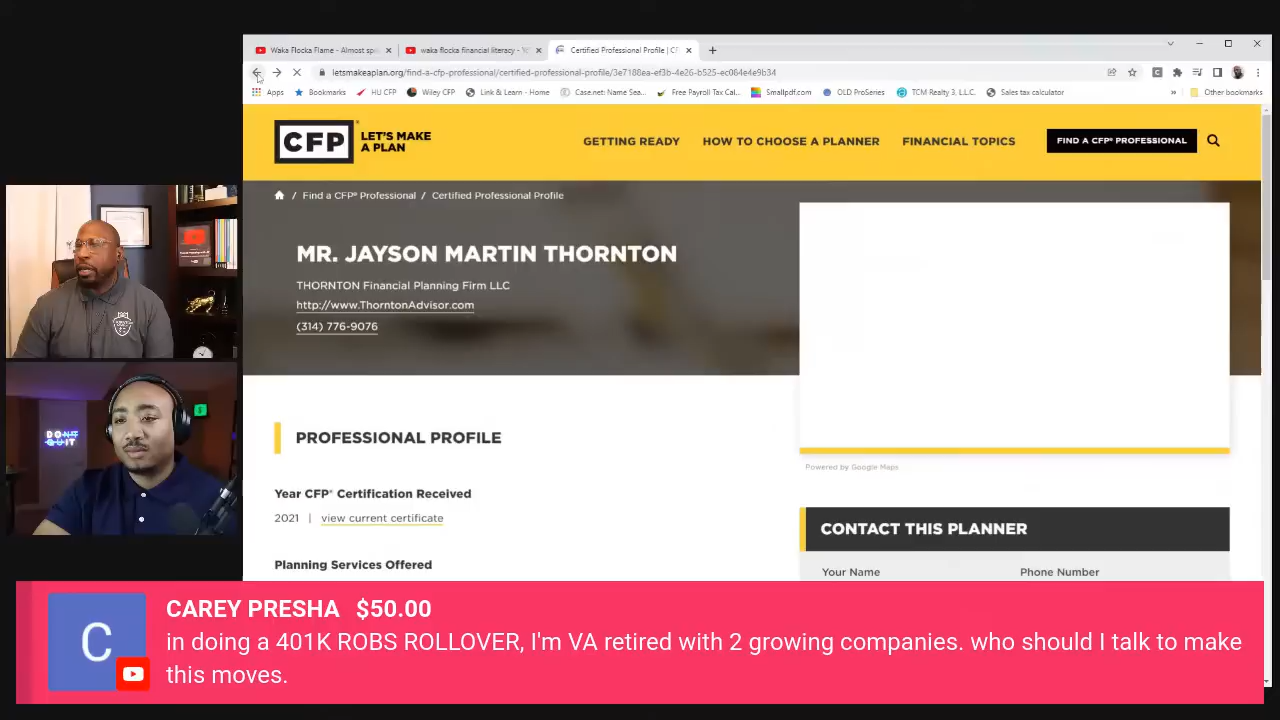 Waka Flocka Flame - Almost spo
waka flocka financial literacy - Yo
Certified Professional Profile | CF
letsmakeaplan.org/find-a-cfp-professional/certified-professional-profile/3e7188ea-ef3b-4e26-b525-ec084e4e9b34
Apps Bookmarks HU CFP Wiley CFP Link & Learn - Home Case.net: Name Sea... Free Payroll Tax Cal... Smallpdf.com OLD ProSeries TCM-Realty 3, L.L.C. Sales tax calculator » Other bookmarks
CFP® LET'S MAKE
A PLAN
GETTING READY HOW TO CHOOSE A PLANNER FINANCIAL TOPICS FIND A CFP® PROFESSIONAL
/ Find a CFP® Professional / Certified Professional Profile
MR. JAYSON MARTIN THORNTON
THORNTON Financial Planning Firm LLC
http://www.ThorntonAdvisor.com
(314) 776-9076
PROFESSIONAL PROFILE
Powered by Google Maps
Year CFP® Certification Received
2021 | view current certificate
CONTACT THIS PLANNER
Planning Services Offered
Your Name Phone Number
DON'T
QUIT
C
CAREY PRESHA $50.00
in doing a 401K ROBS ROLLOVER, I'm VA retired with 2 growing companies. who should I talk to make
this moves.